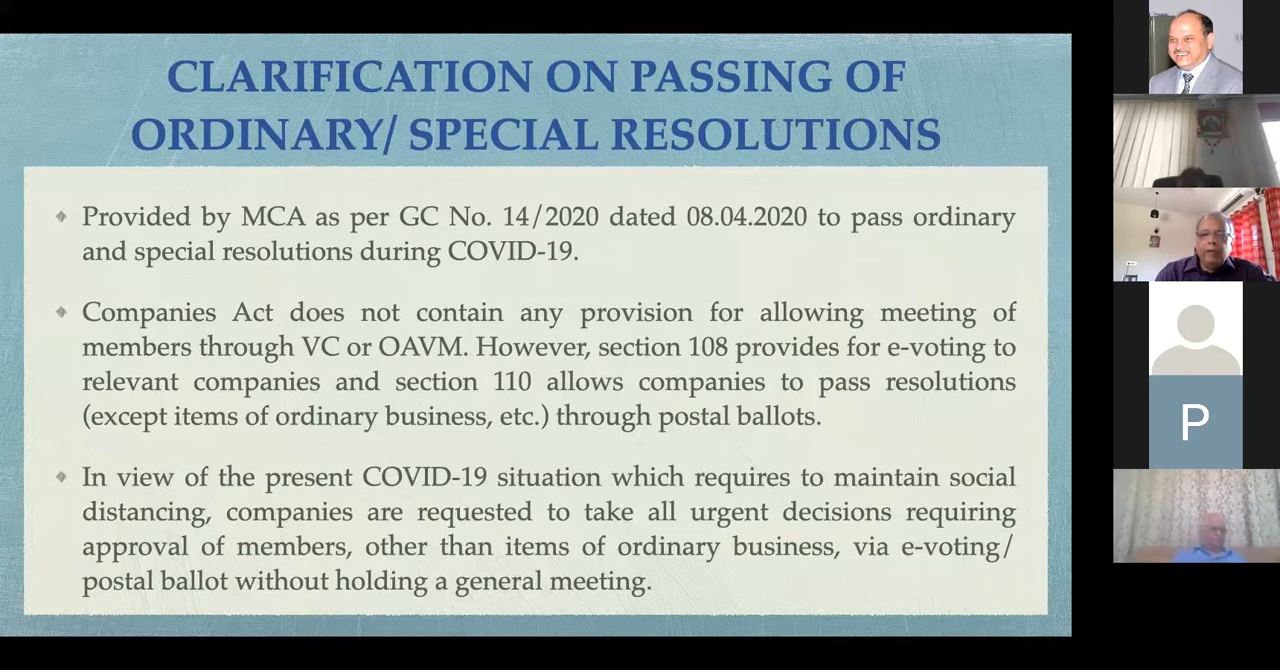 CLARIFICATION ON PASSING OF
ORDINARY/ SPECIAL RESOLUTIONS
Provided by MCA as per GC No. 14/2020 dated 08.04.2020 to pass ordinary
and special resolutions during COVID-19.
Companies Act does not contain any provision for allowing meeting of
members through VC or OAVM. However, section 108 provides for e-voting to
relevant companies and section 110 allows companies to pass resolutions
(except items of ordinary business, etc.) through postal ballots.
In view of the present COVID-19 situation which requires to maintain social
distancing, companies are requested to take all urgent decisions requiring
approval of members, other than items of ordinary business, via e-voting/
postal ballot without holding a general meeting.
P